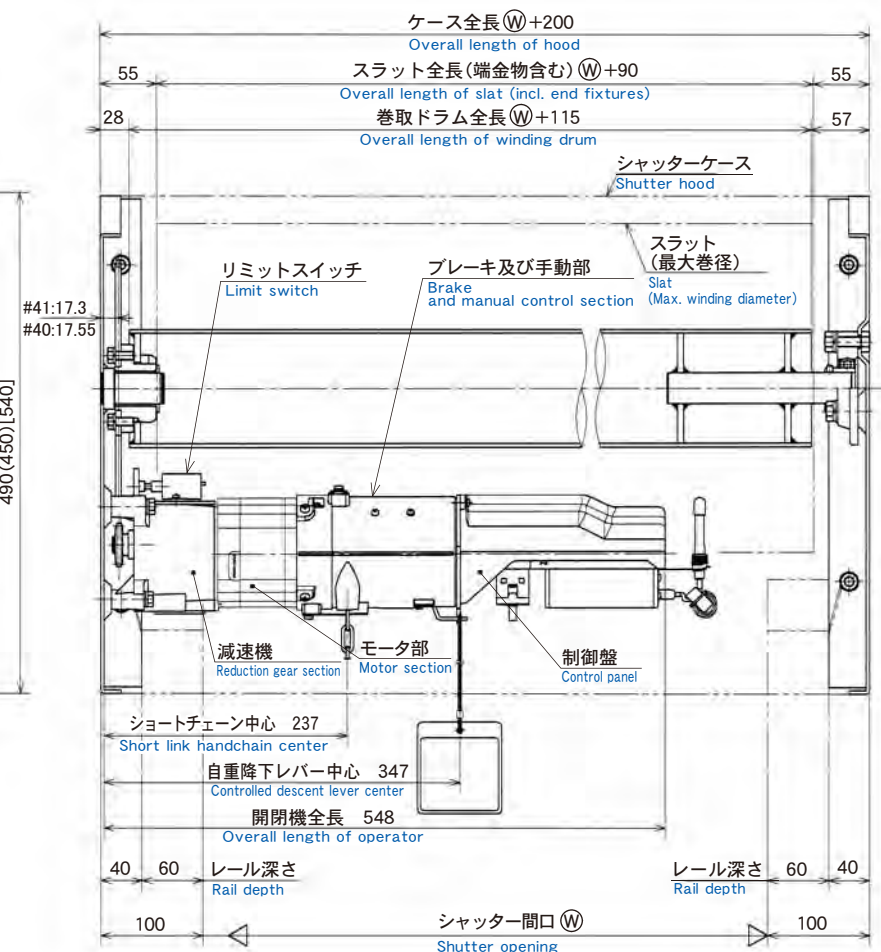 ケース全長Ⓦ+200
Overall length of hood
55
スラット全長(端金物含む)Ⓦ+90
55
Overall length of slat (incl. end fixtures)
28
巻取ドラム全長Ⓦ+115
57
Overall length of winding drum
シャッターケース
Shutter hood
スラット
(最大巻径)
Slat
(Max. winding diameter)
リミットスイッチ
Limit switch
ブレーキ及び手動部
Brake
and manual control section
#41:17.3
#40:17.55
490(450)[540]
減速機
Reduction gear section
モータ部
Motor section
制御盤
Control panel
ショートチェーン中心 237
Short link handchain center
自重降下レバー中心 347
Controlled descent lever center
開閉機全長 548
Overall length of operator
40
60
レール深さ
Rail depth
レール深さ
Rail depth
60
40
100
シャッター間口Ⓦ
Shutter opening
100